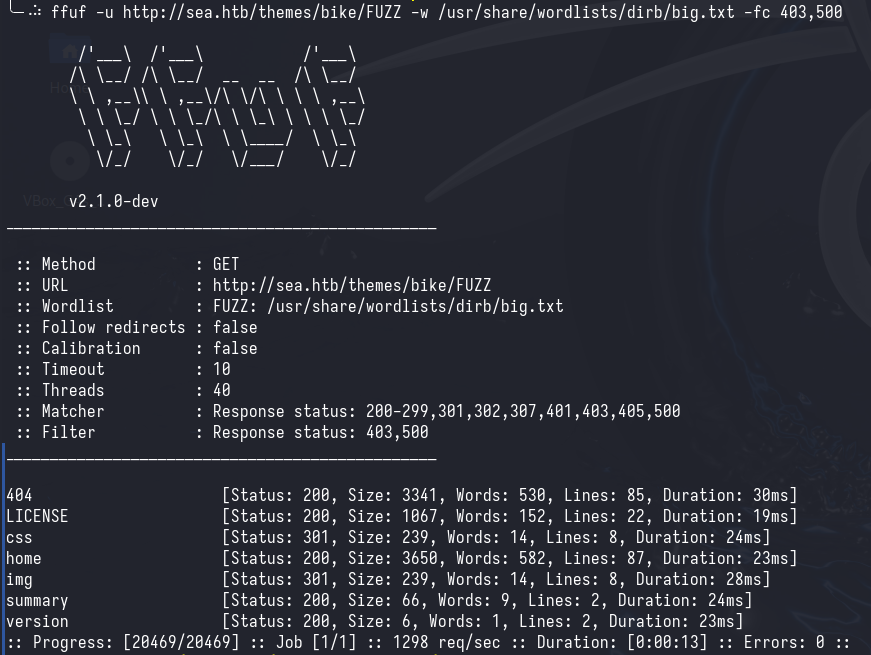 ffuf -u http://sea.htb/themes/bike/FUZZ -w /usr/share/wordlists/dirb/big.txt -fc 403,500
v2.1.0-dev
________________________________________________
:: Method : GET
:: URL : http://sea.htb/themes/bike/FUZZ
:: Wordlist : FUZZ: /usr/share/wordlists/dirb/big.txt
:: Follow redirects : false
:: Calibration : false
:: Timeout : 10
:: Threads : 40
:: Matcher : Response status: 200-299,301,302,307,401,403,405,500
:: Filter : Response status: 403,500
________________________________________________
404 [Status: 200, Size: 3341, Words: 530, Lines: 85, Duration: 30ms]
LICENSE [Status: 200, Size: 1067, Words: 152, Lines: 22, Duration: 19ms]
css [Status: 301, Size: 239, Words: 14, Lines: 8, Duration: 24ms]
home [Status: 200, Size: 3650, Words: 582, Lines: 87, Duration: 23ms]
img [Status: 301, Size: 239, Words: 14, Lines: 8, Duration: 28ms]
summary [Status: 200, Size: 66, Words: 9, Lines: 2, Duration: 24ms]
version [Status: 200, Size: 6, Words: 1, Lines: 2, Duration: 23ms]
:: Progress: [20469/20469] :: Job [1/1] :: 1298 req/sec :: Duration: [0:00:13] :: Errors: 0 ::